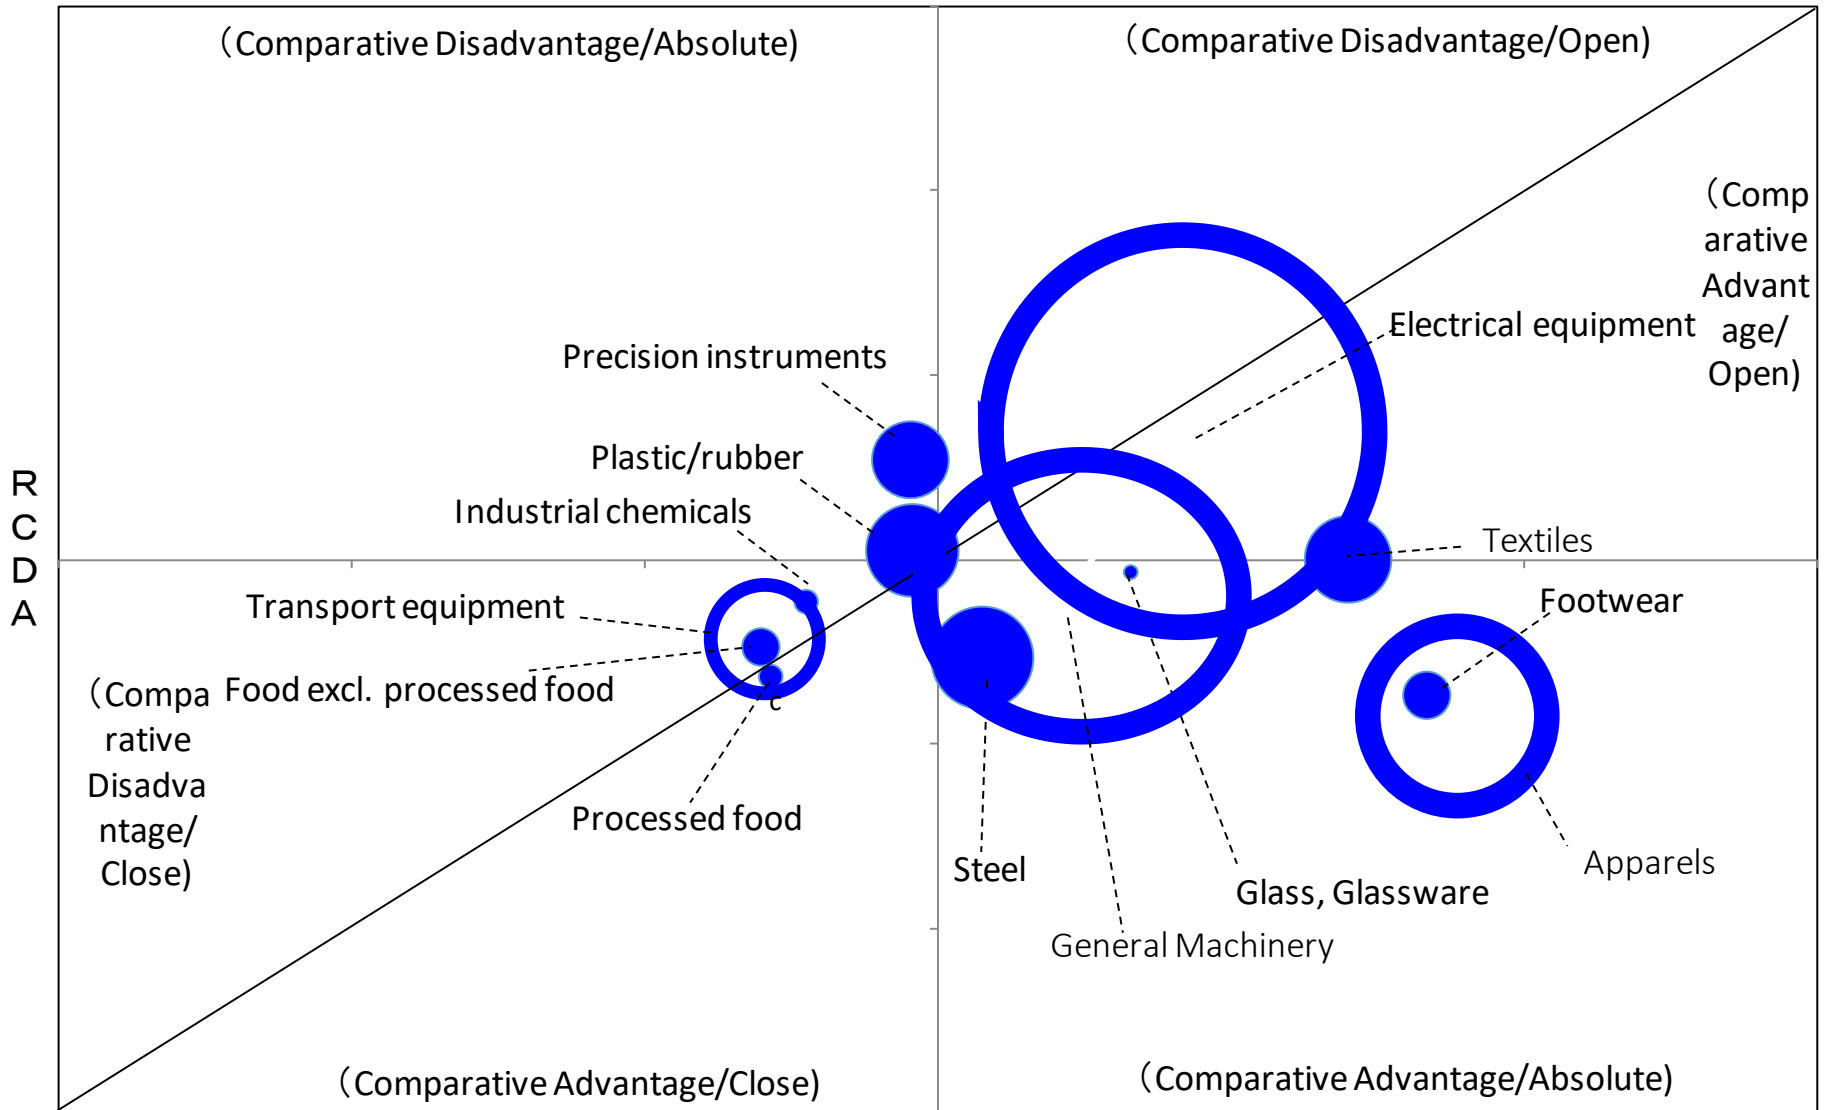 （Comparative Disadvantage/Absolute)
（Comparative Disadvantage/Open)
（Comp
arative
Advant
age/
Open)
Electrical equipment
Precision instruments
Plastic/rubber
Industrial chemicals
R
C
D
A
Textiles
Transport equipment
Footwear
Food excl. processed food
（Compa
rative
Disadva
ntage/
Close)
c
Processed food
Steel
Glass, Glassware
Apparels
General Machinery
（Comparative Advantage/Close)
（Comparative Advantage/Absolute)